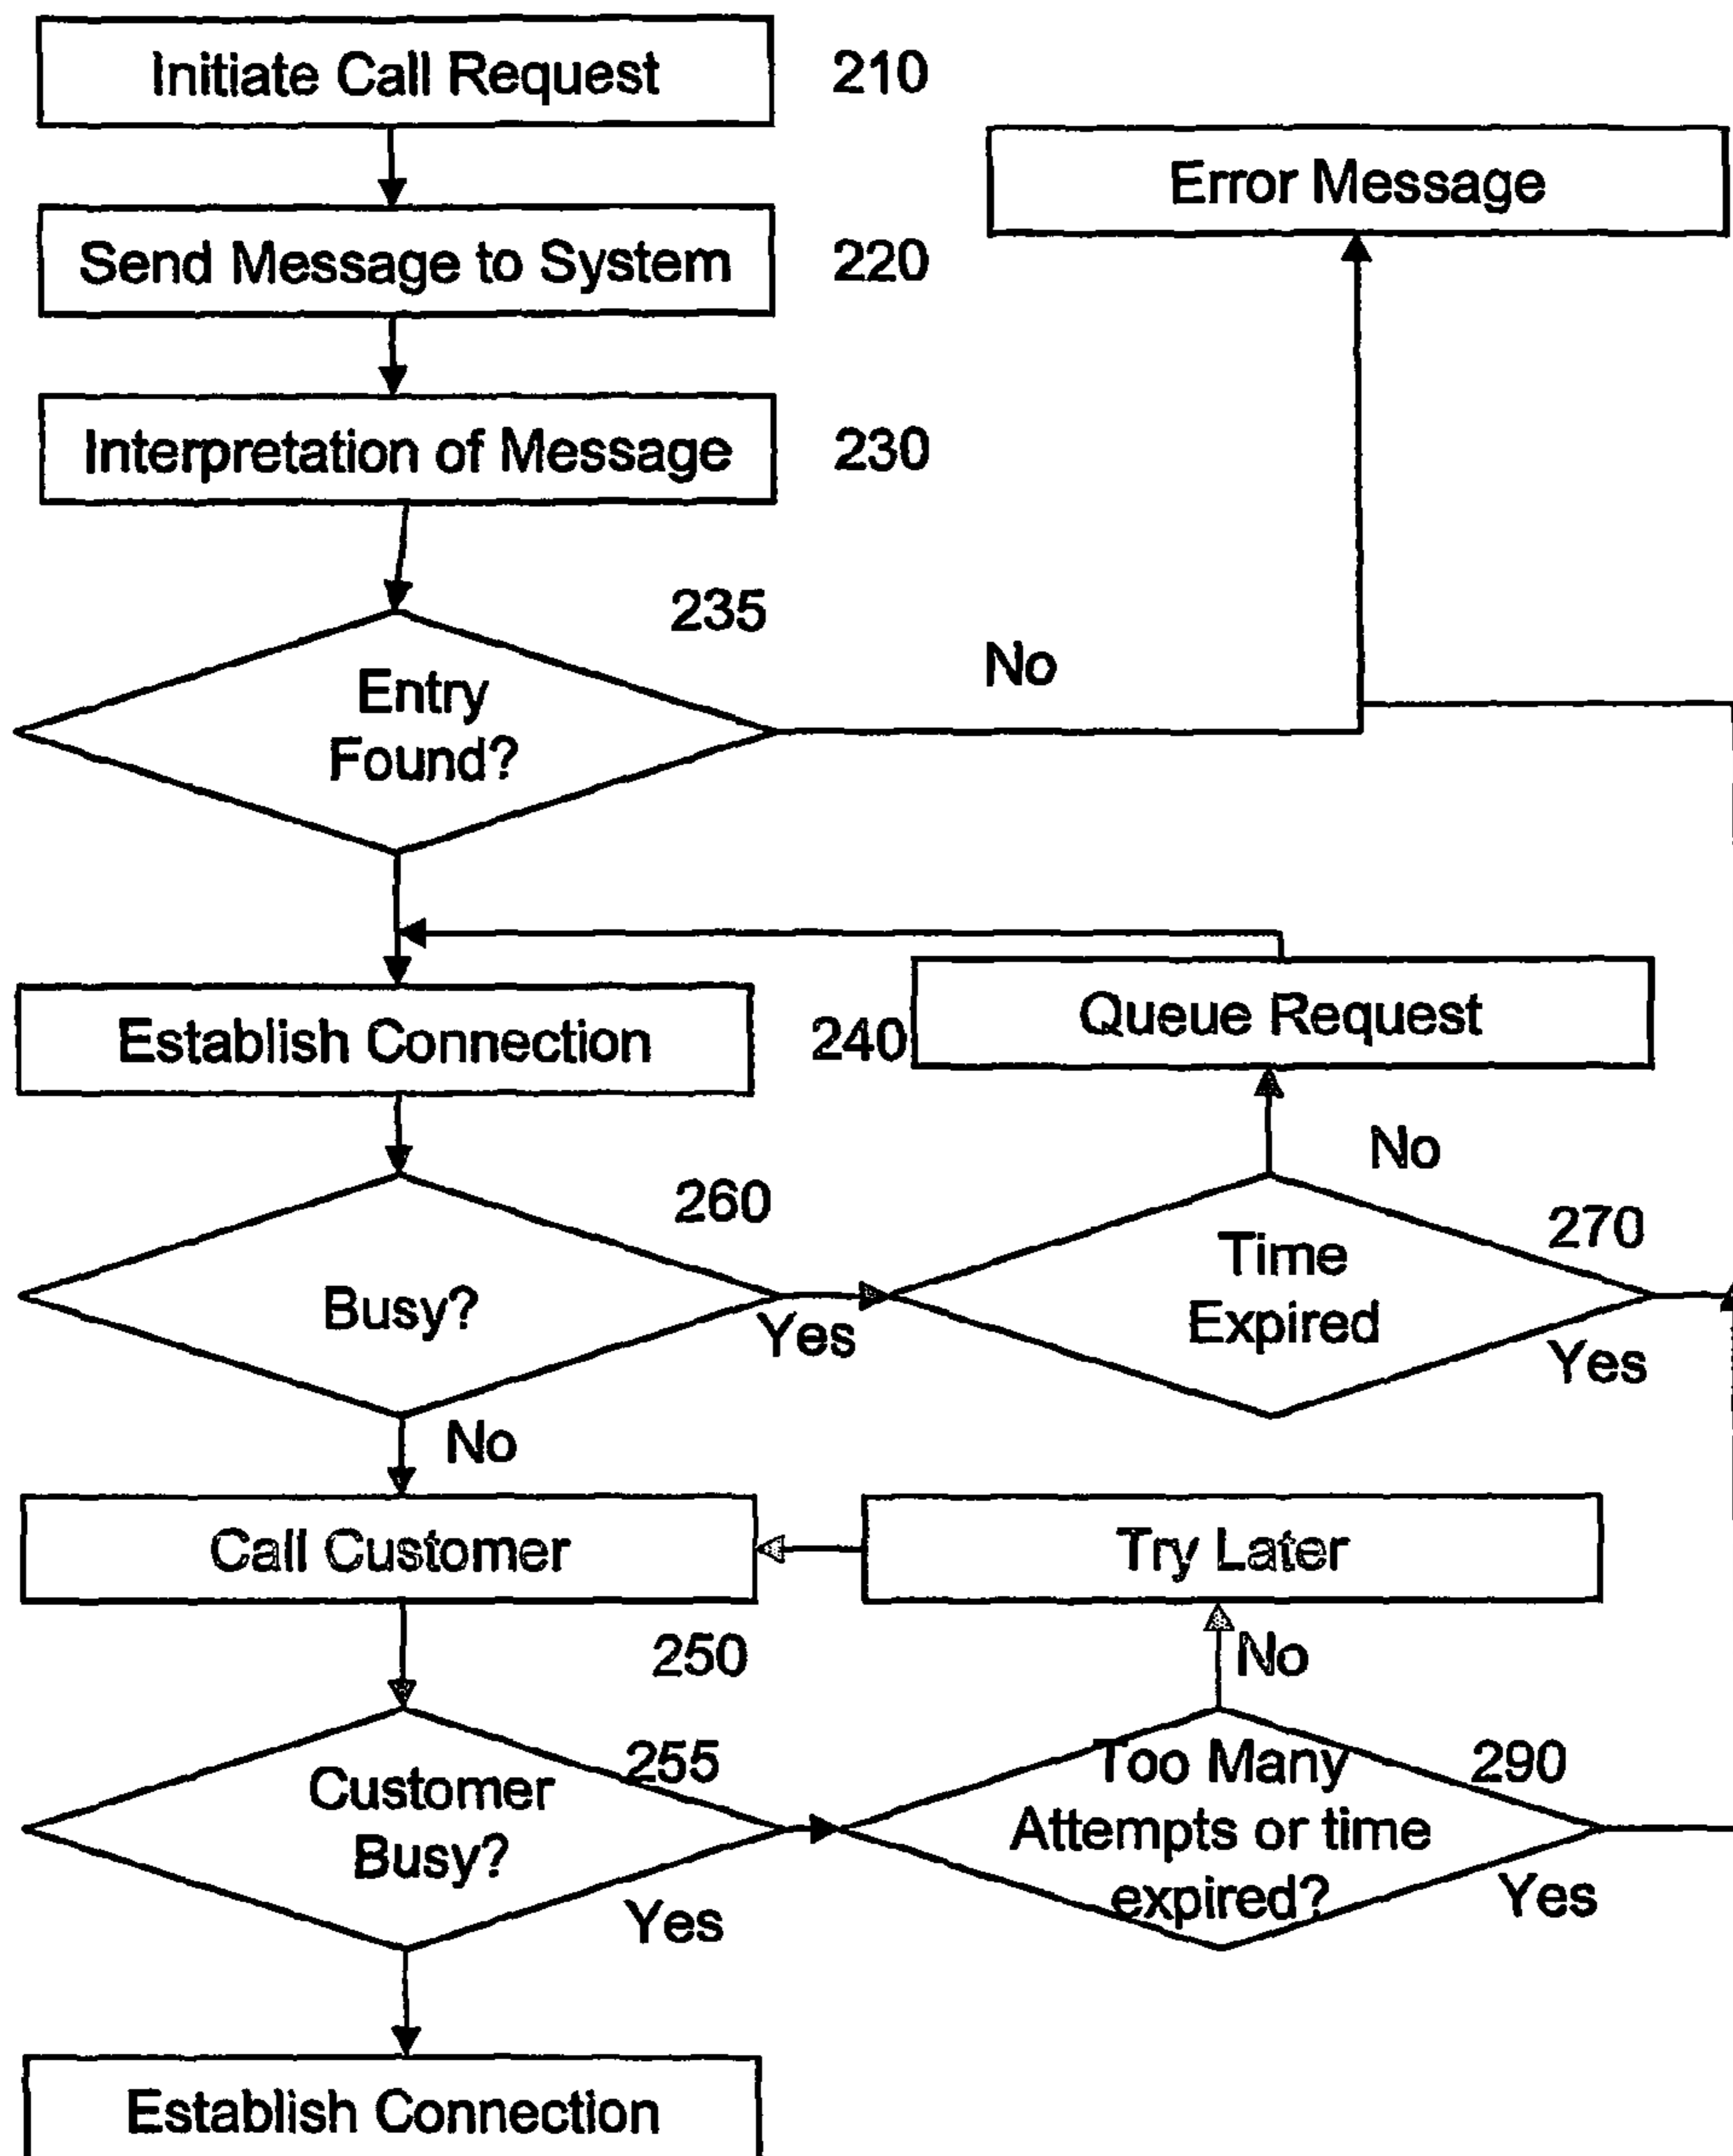 Initiate Call Request
210
Error Message
Send Message to System
220
Interpretation of Message
230
235
Entry
Found?
No
Establish Connection
240
Queue Request
No
260
Busy?
Yes
270
Time
Expired
Yes
No
Call Customer
Try Later
250
No
255
Customer
Busy?
Yes
290
Too Many
Attempts or time
expired?
Yes
Establish Connection